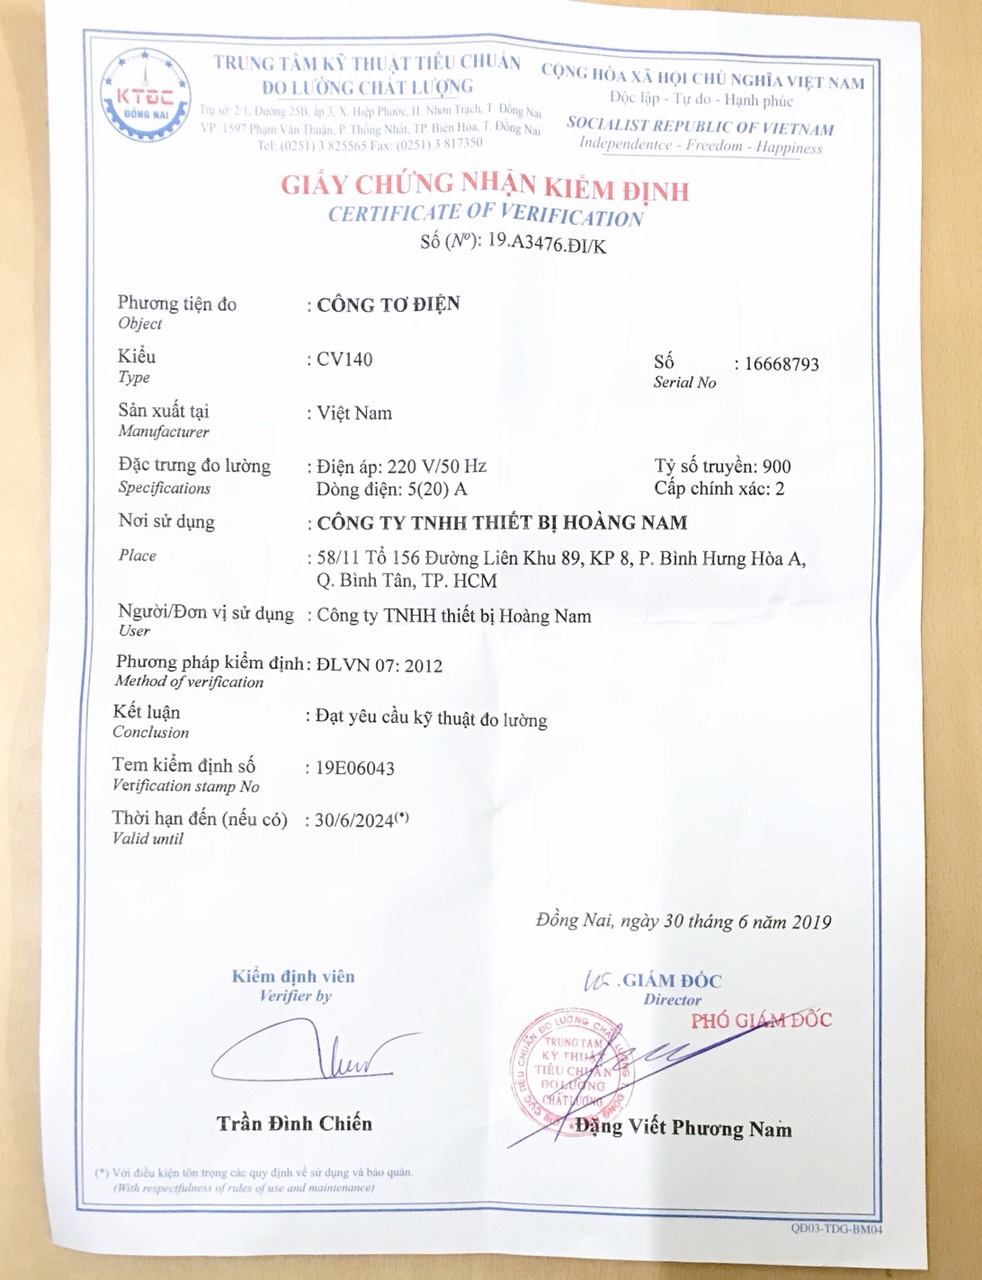 KTĐC
ĐỒNG NAI
TRUNG TÂM KỸ THUẬT TIÊU CHUẨN
ĐO LƯỜNG CHẤT LƯỢNG
Trụ sở: 2/1, Đường 25B, ấp 3, X. Hiệp Phước, H. Nhơn Trạch, T. Đồng Nai
VP: 1597 Phạm Văn Thuận, P. Thống Nhất, TP. Biên Hòa, T. Đồng Nai
Tel: (0251) 3 825565 Fax: (0251) 3 817350
CỘNG HÒA XÃ HỘI CHỦ NGHĨA VIỆT NAM
Độc lập - Tự do - Hạnh phúc
SOCIALIST REPUBLIC OF VIETNAM
Independentce - Freedom - Happiness
GIẤY CHỨNG NHẬN KIỂM ĐỊNH
CERTIFICATE OF VERIFICATION
Số (Nº): 19.A3476.ĐI/K
Phương tiện đo : CÔNG TƠ ĐIỆN
Object
Kiểu : CV140 Số : 16668793
Type Serial No
Sản xuất tại : Việt Nam
Manufacturer
Đặc trưng đo lường : Điện áp: 220 V/50 Hz Tỷ số truyền: 900
Specifications Dòng điện: 5(20) A Cấp chính xác: 2
Nơi sử dụng : CÔNG TY TNHH THIẾT BỊ HOÀNG NAM
Place : 58/11 Tổ 156 Đường Liên Khu 89, KP 8, P. Bình Hưng Hòa A,
Q. Bình Tân, TP. HCM
Người/Đơn vị sử dụng : Công ty TNHH thiết bị Hoàng Nam
User
Phương pháp kiểm định: ĐLVN 07: 2012
Method of verification
Kết luận : Đạt yêu cầu kỹ thuật đo lường
Conclusion
Tem kiểm định số : 19E06043
Verification stamp No
Thời hạn đến (nếu có) : 30/6/2024(*)
Valid until
Đồng Nai, ngày 30 tháng 6 năm 2019
Kiểm định viên
Verifier by
.GIÁM ĐỐC
Director
PHÓ GIÁM ĐỐC
TRUNG TÂM
KỸ THUẬT
TIÊU CHUẨN
ĐO LƯỜNG
CHẤT LƯỢNG
Trần Đình Chiến
Đặng Viết Phương Nam
(*) Với điều kiện tôn trọng các quy định về sử dụng và bảo quản.
(With respectfulness of rules of use and maintenance)
QĐ03-TDG-BM04